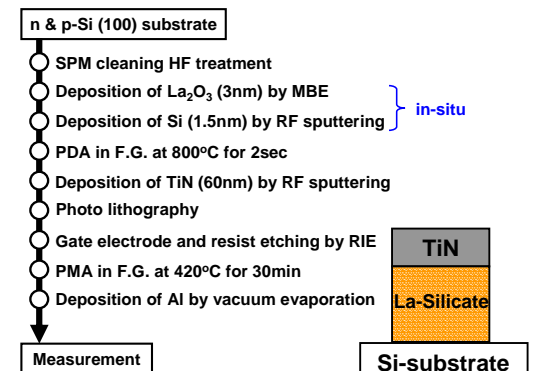 n & p-Si (100) substrate
SPM cleaning HF treatment
Deposition of La₂O₃ (3nm) by MBE
Deposition of Si (1.5nm) by RF sputtering
in-situ
PDA in F.G. at 800°C for 2sec
Deposition of TiN (60nm) by RF sputtering
Photo lithography
Gate electrode and resist etching by RIE
PMA in F.G. at 420°C for 30min
Deposition of Al by vacuum evaporation
Measurement
TiN
La-Silicate
Si-substrate